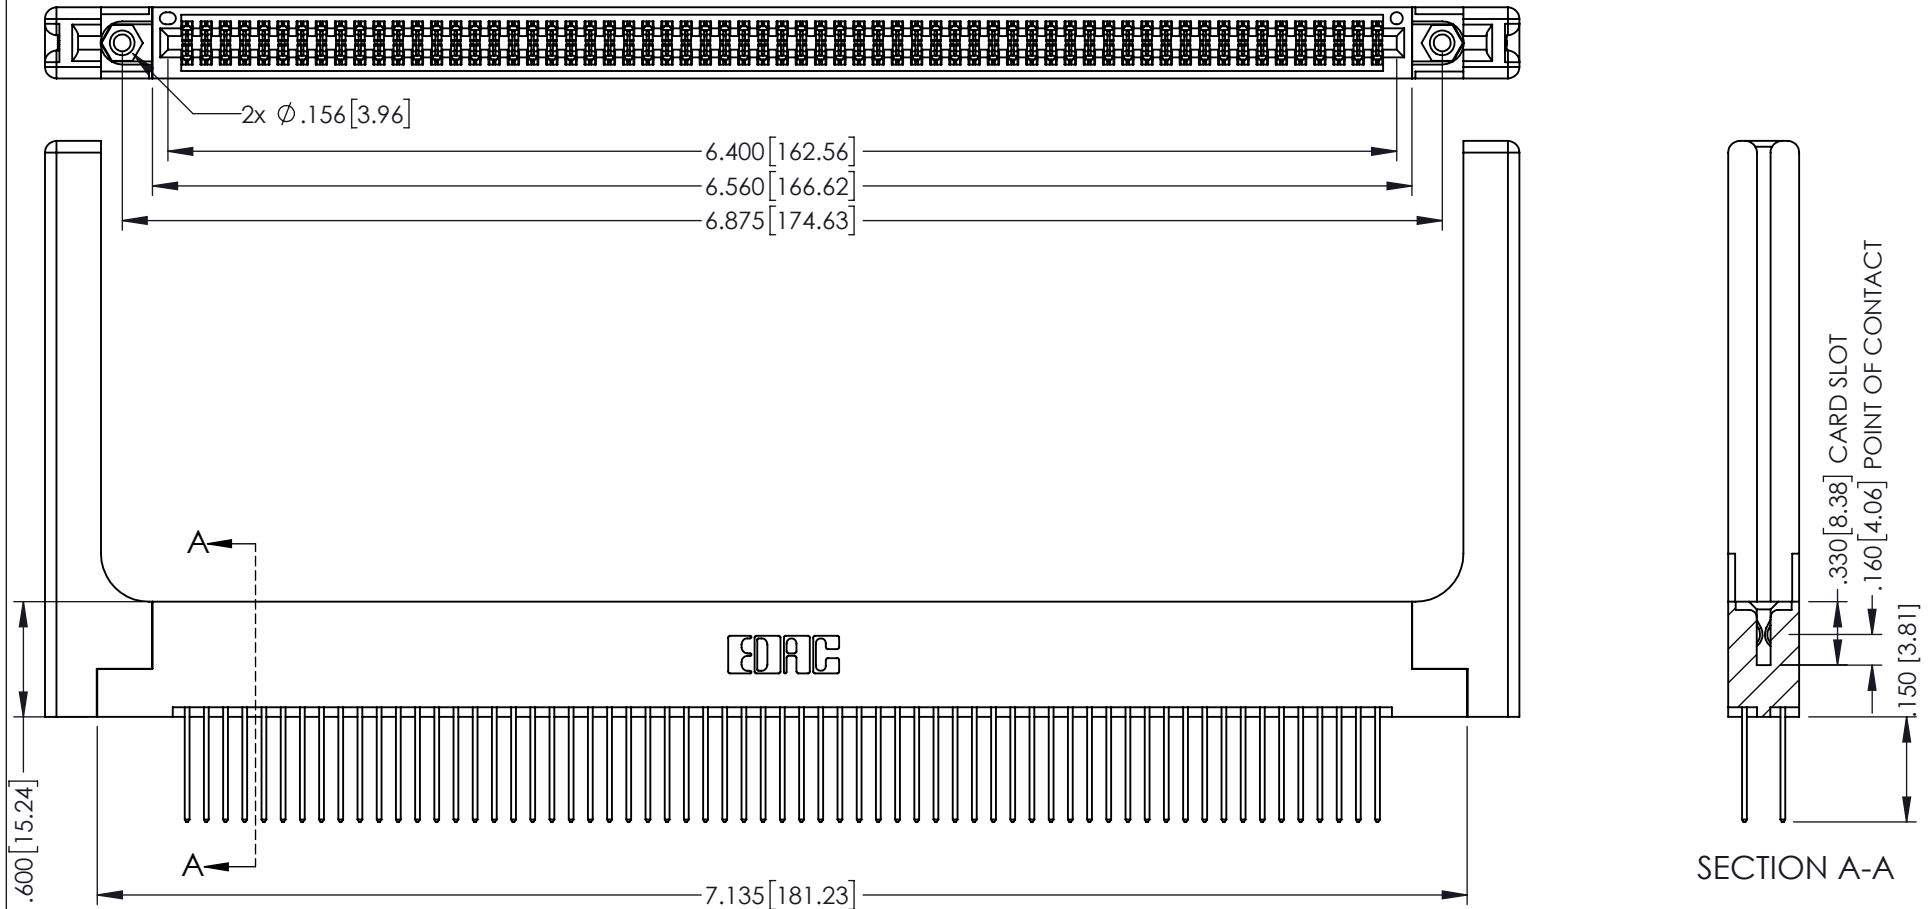 2x Ø.156[3.96]
6.400[162.56]
6.560[166.62]
6.875[174.63]
A
EDAC
A
.600[15.24]
7.135[181.23]
.330[8.38] CARD SLOT
.160[4.06] POINT OF CONTACT
.150 [3.81]
SECTION A-A